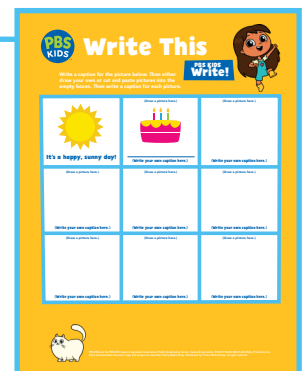 PBS
KIDS
Write This
PBS KIDS
Write!
Write a caption for the picture below. Then either
draw your own or cut and paste pictures in the
empty boxes. Then write a caption for each picture.
(Draw a picture here.)
(Draw a picture here.)
It's a happy, sunny day!
(Write your own caption here.)
(Write your own caption here.)
(Draw a picture here.)
(Draw a picture here.)
(Draw a picture here.)
(Write your own caption here.)
(Write your own caption here.)
(Write your own caption here.)
(Draw a picture here.)
(Draw a picture here.)
(Draw a picture here.)
(Write your own caption here.)
(Write your own caption here.)
(Write your own caption here.)